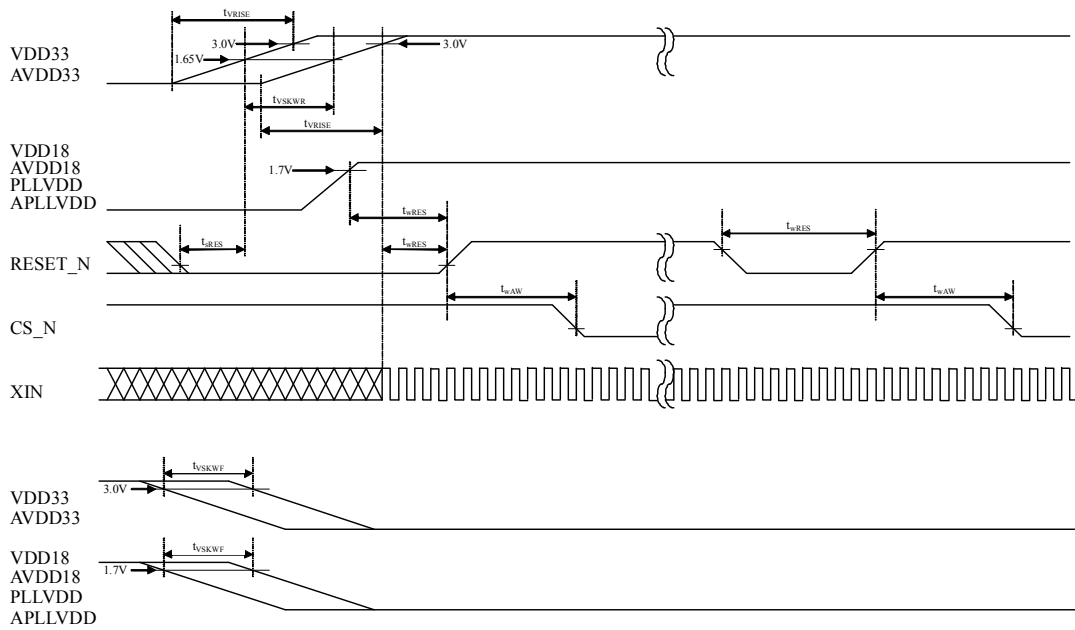 tVRISE
3.0V
3.0V
VDD33
1.65V
AVDD33
tVSKWR
tVRISE
VDD18
AVDD18
1.7V
PLLVDD
APLLVDD
twRES
tsRES
twRES
twRES
RESET_N
twAW
twAW
CS_N
XIN
tVSKWF
VDD33
3.0V
AVDD33
tVSKWF
VDD18
1.7V
AVDD18
PLLVDD
APLLVDD